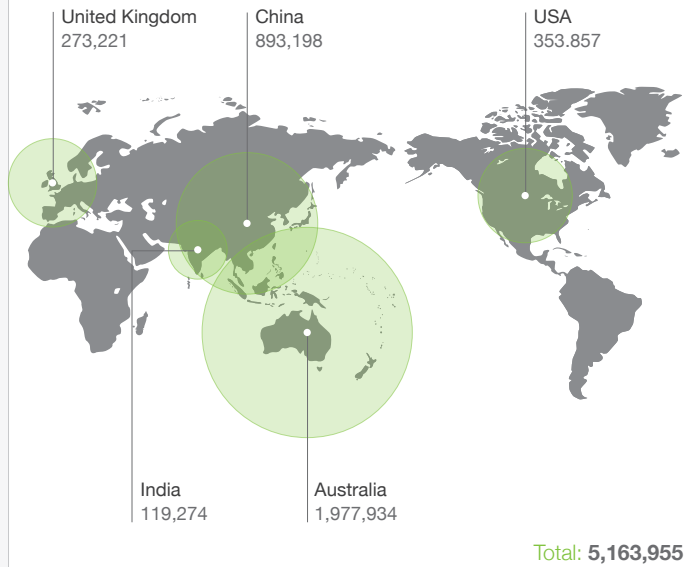 United Kingdom
273,221
China
893,198
USA
353.857
India
119,274
Australia
1,977,934
Total: 5,163,955